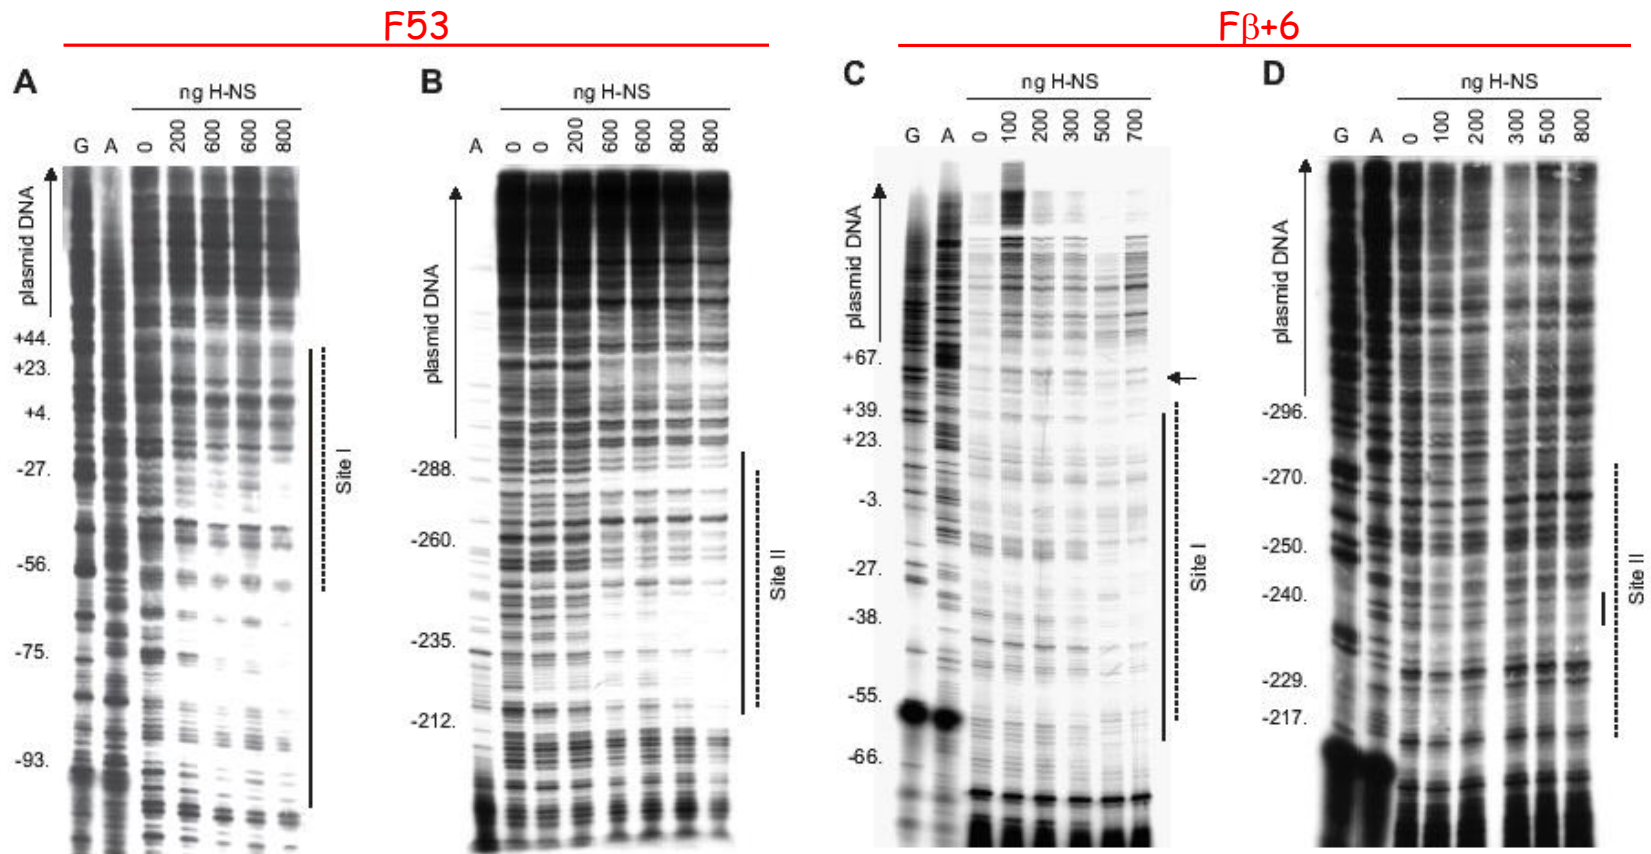 F53
Fβ+6
A
ng H-NS
G A 0 200 600 600 800
plasmid DNA
+44.
+23.
+4.
-27.
-56.
-75.
-93.
Site I
B
ng H-NS
A 0 0 200 600 600 800 800
plasmid DNA
-288.
-260.
-235.
-212.
Site II
C
ng H-NS
G A 0 100 200 300 500 700
plasmid DNA
+67.
+39.
+23.
-3.
-27.
-38.
-55.
-66.
Site I
D
ng H-NS
G A 0 100 200 300 500 800
plasmid DNA
-296.
-270.
-250.
-240.
-229.
-217.
Site II